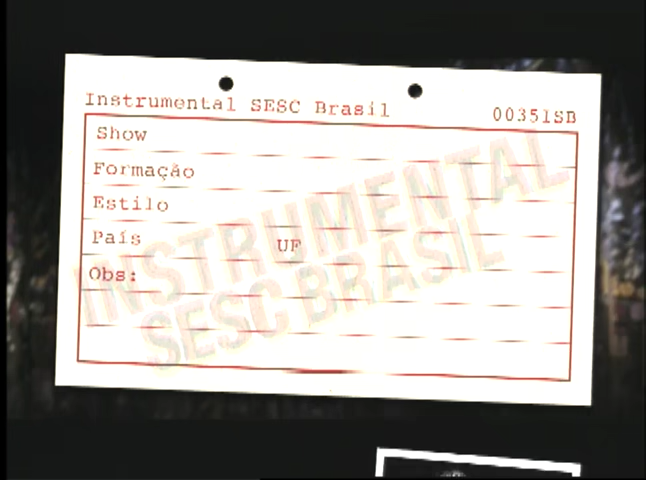 Instrumental SESC Brasil 00351SB
Show
Formação
Estilo
País UF
Obs:
INSTRUMENTAL
SESC BRASIL